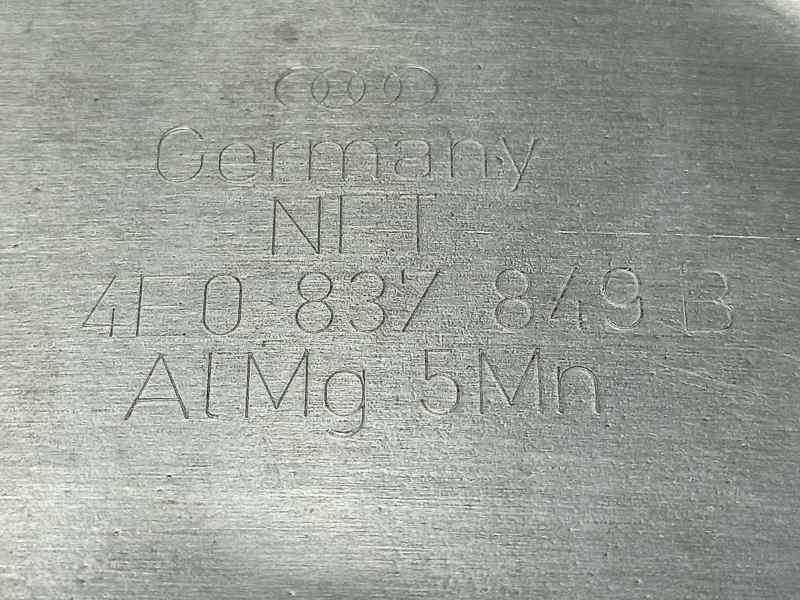 Germany
NFT
4F0 837 849 B
AlMg 5Mn